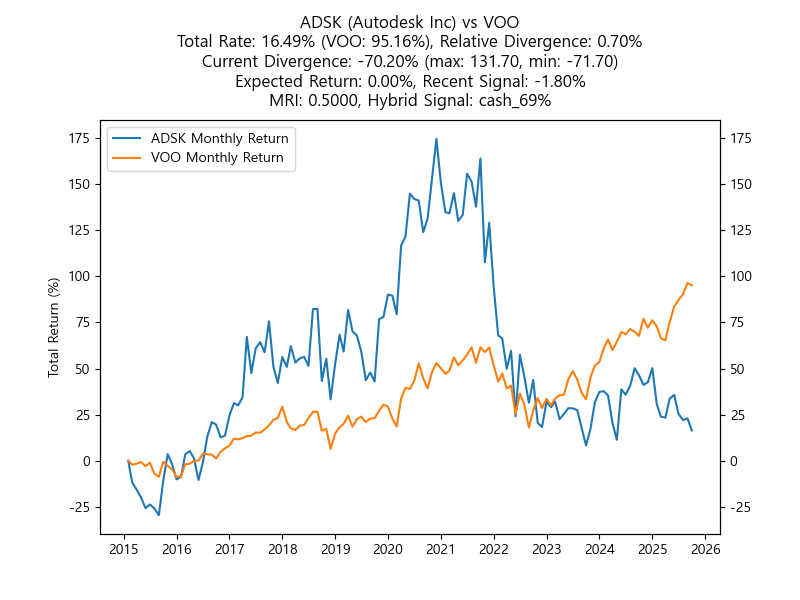 ADSK (Autodesk Inc) vs VOO
Total Rate: 16.49% (VOO: 95.16%), Relative Divergence: 0.70%
Current Divergence: -70.20% (max: 131.70, min: -71.70)
Expected Return: 0.00%, Recent Signal: -1.80%
MRI: 0.5000, Hybrid Signal: cash_69%
ADSK Monthly Return
VOO Monthly Return
Total Return (%)
175
150
125
100
75
50
25
0
-25
175
150
125
100
75
50
25
0
-25
2015 2016 2017 2018 2019 2020 2021 2022 2023 2024 2025 2026